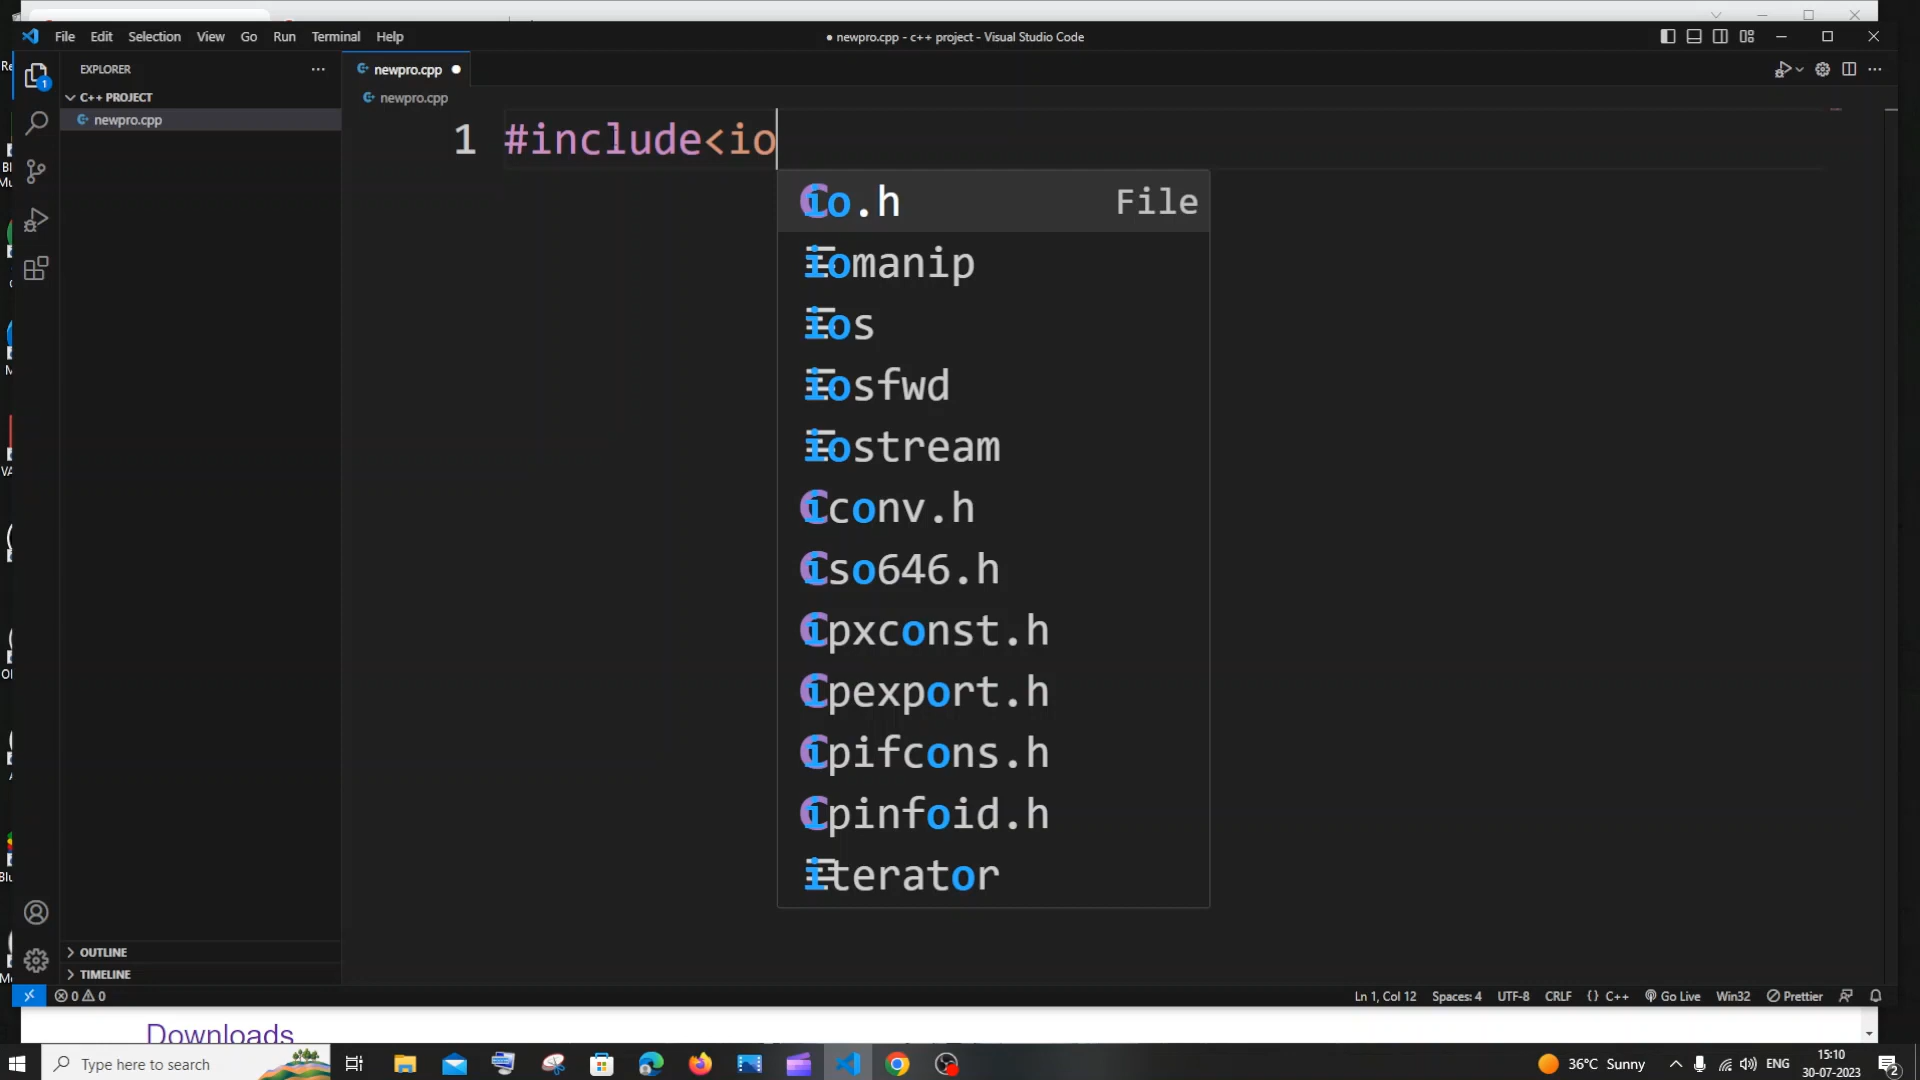 File Edit Selection View Go Run Terminal Help
● newpro.cpp - c++ project - Visual Studio Code
EXPLORER
newpro.cpp
C++ PROJECT
newpro.cpp
newpro.cpp
1 #include<io
io.h File
iomanip
ios
iosfwd
iostream
iconv.h
iso646.h
ipxconst.h
ipexport.h
ipifcons.h
ipinfoid.h
iterator
OUTLINE
TIMELINE
0 0
Ln 1, Col 12 Spaces: 4 UTF-8 CRLF {} C++ Go Live Win32 Prettier
Downloads
Type here to search
36°C Sunny
ENG
15:10
30-07-2023
2
1